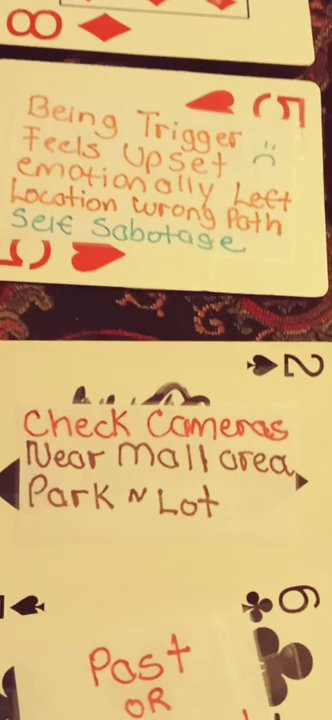 8
5
Being Trigger
Feels Upset
emotionally Left
Location wrong Path
Self Sabotage
5
2
Check Cameras
Near Mall area
Park N Lot
6
Past
OR